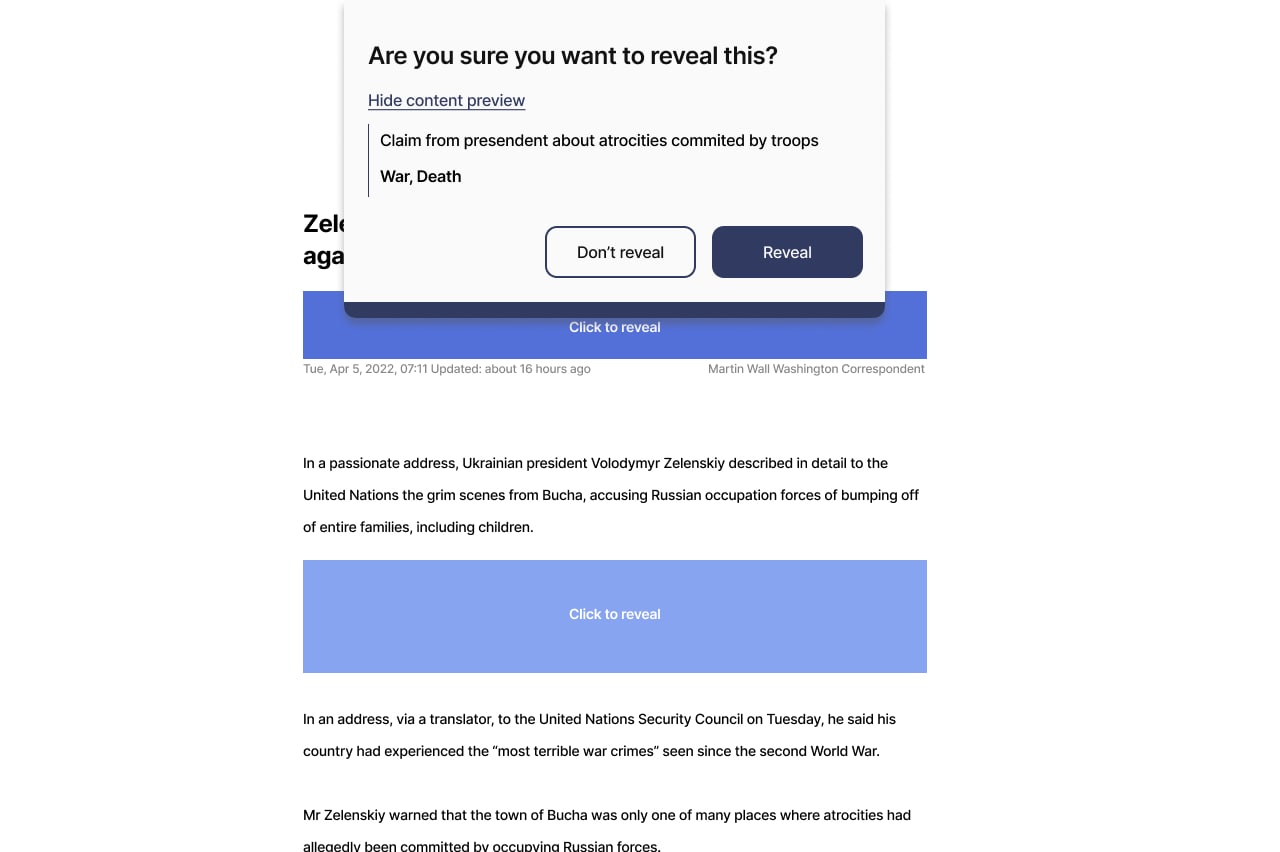 Are you sure you want to reveal this?
Hide content preview
Claim from presendent about atrocities commited by troops
War, Death
Don’t reveal
Reveal
Click to reveal
Tue, Apr 5, 2022, 07:11 Updated: about 16 hours ago
Martin Wall Washington Correspondent
In a passionate address, Ukrainian president Volodymyr Zelenskiy described in detail to the
United Nations the grim scenes from Bucha, accusing Russian occupation forces of bumping off
of entire families, including children.
Click to reveal
In an address, via a translator, to the United Nations Security Council on Tuesday, he said his
country had experienced the “most terrible war crimes” seen since the second World War.
Mr Zelenskiy warned that the town of Bucha was only one of many places where atrocities had
allegedly been committed by occupying Russian forces.